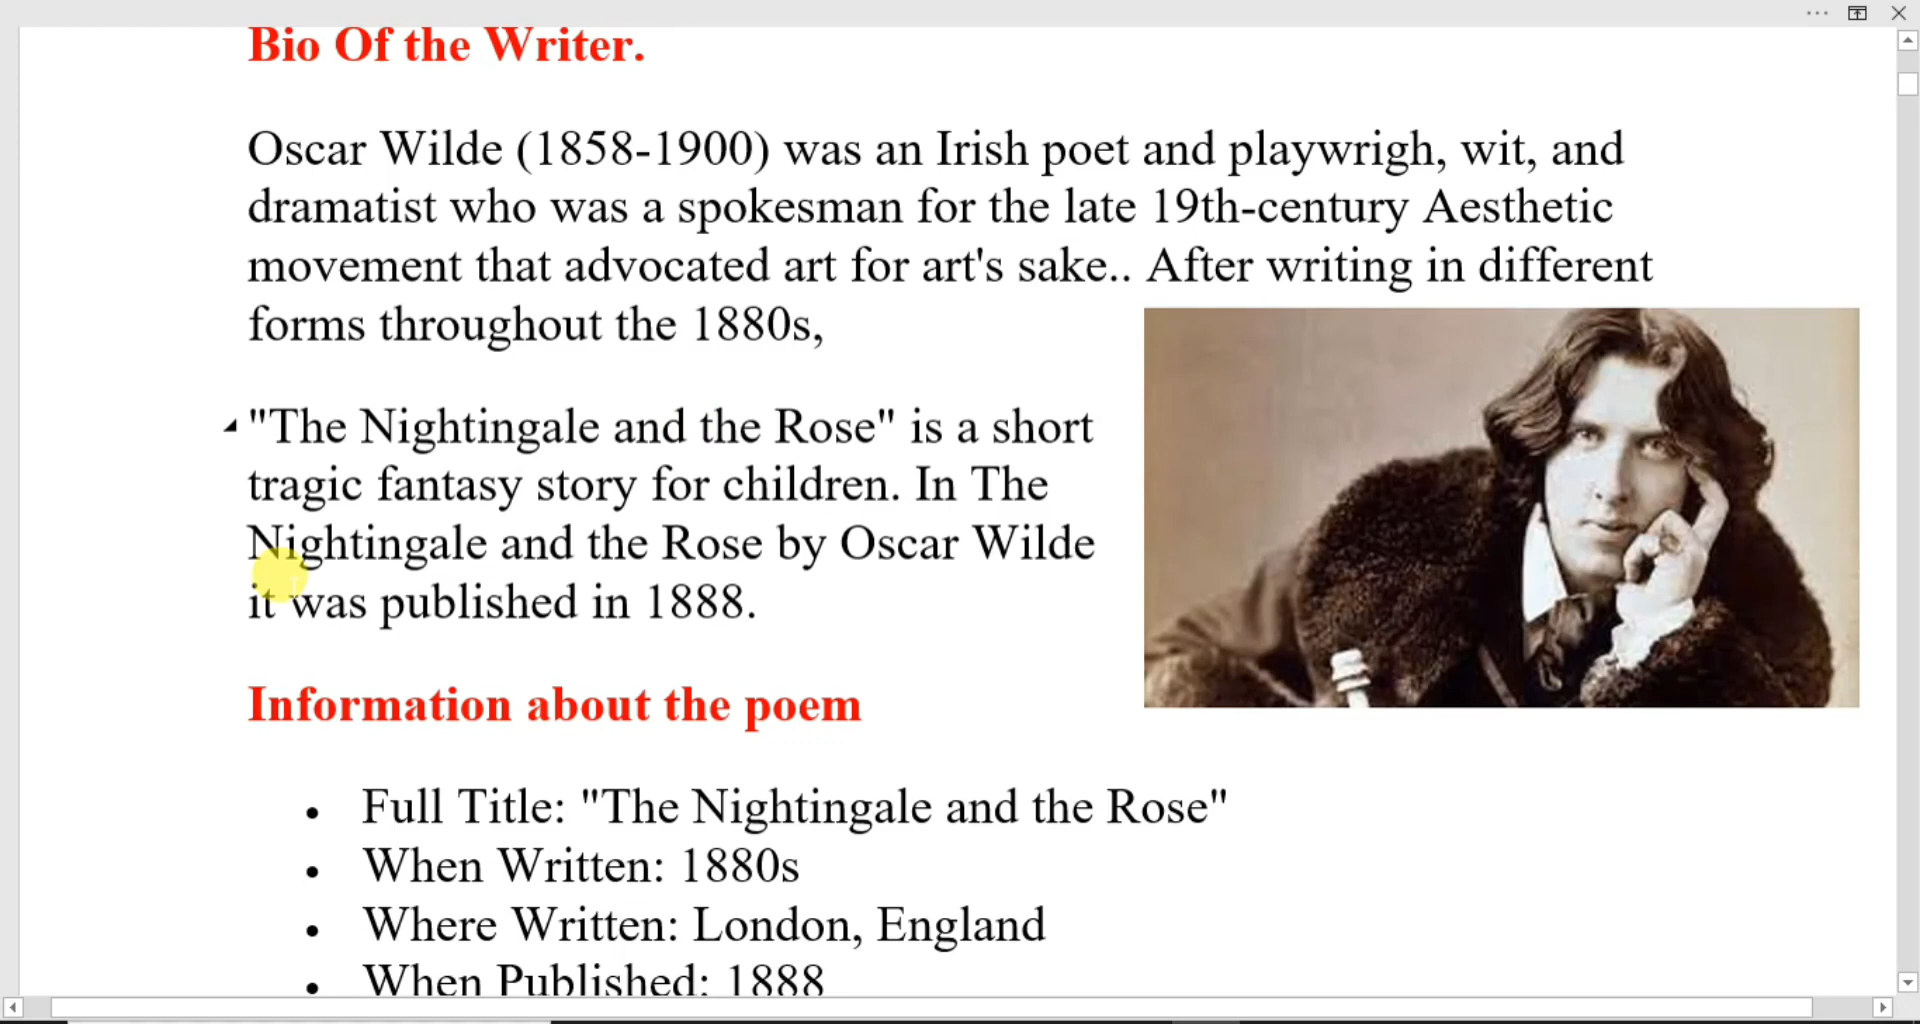 Bio Of the Writer.
Oscar Wilde (1858-1900) was an Irish poet and playwrigh, wit, and
dramatist who was a spokesman for the late 19th-century Aesthetic
movement that advocated art for art's sake.. After writing in different
forms throughout the 1880s,
"The Nightingale and the Rose" is a short
tragic fantasy story for children. In The
Nightingale and the Rose by Oscar Wilde
it was published in 1888.
Information about the poem
• Full Title: "The Nightingale and the Rose"
• When Written: 1880s
• Where Written: London, England
• When Published: 1888